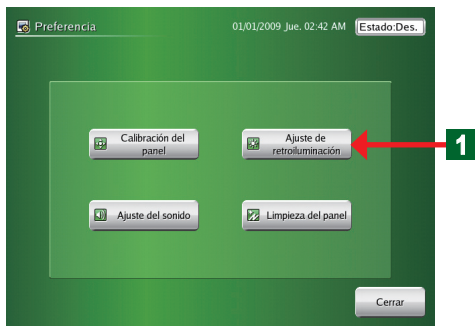 Preferencia
01/01/2009 Jue. 02:42 AM
Estado:Des.
Calibración del
panel
Ajuste de
retroiluminación
1
Ajuste del sonido
Limpieza del panel
Cerrar